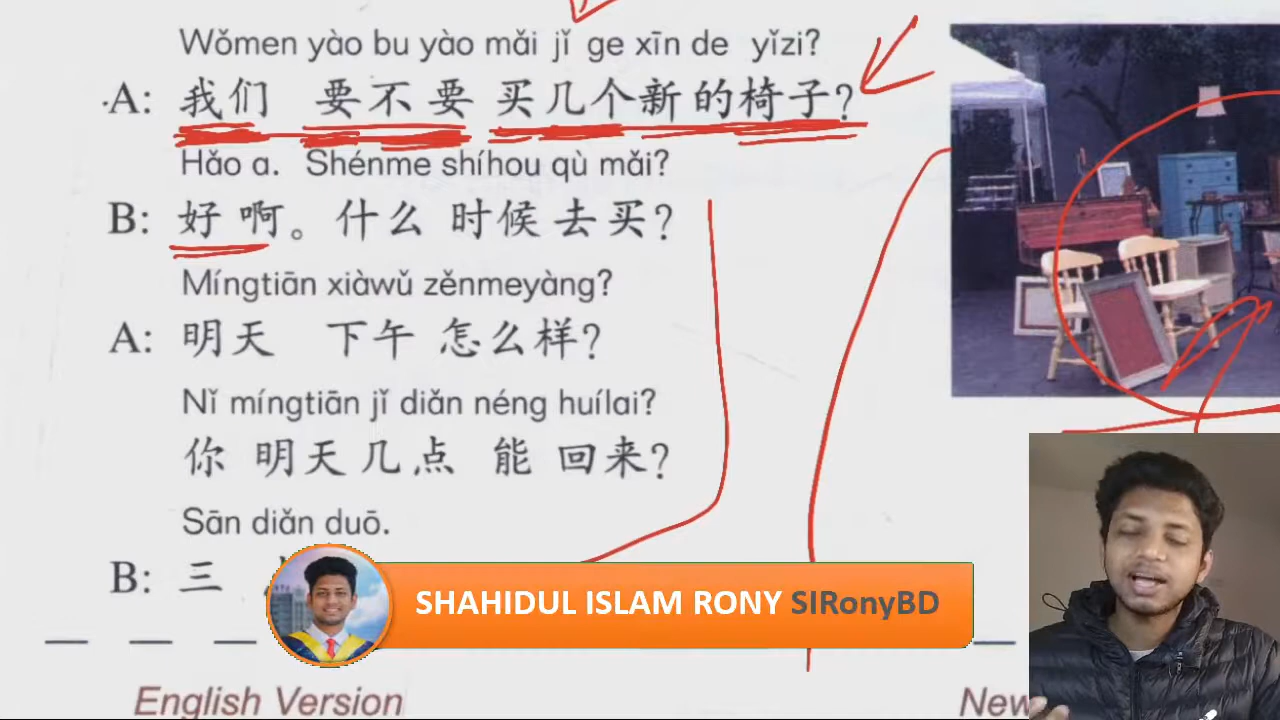 Wǒmen yào bu yào mǎi jǐ ge xīn de yǐzi?
A: 我们 要不要 买几个新的椅子?
Hǎo a. Shénme shíhou qù mǎi?
B: 好啊。什么 时候去买?
Míngtiān xiàwǔ zěnmeyàng?
A: 明天 下午 怎么样?
Nǐ míngtiān jǐ diǎn néng huílai?
你 明天几点 能 回来?
Sān diǎn duō.
B: 三
SHAHIDUL ISLAM RONY SIRonyBD
English Version
New